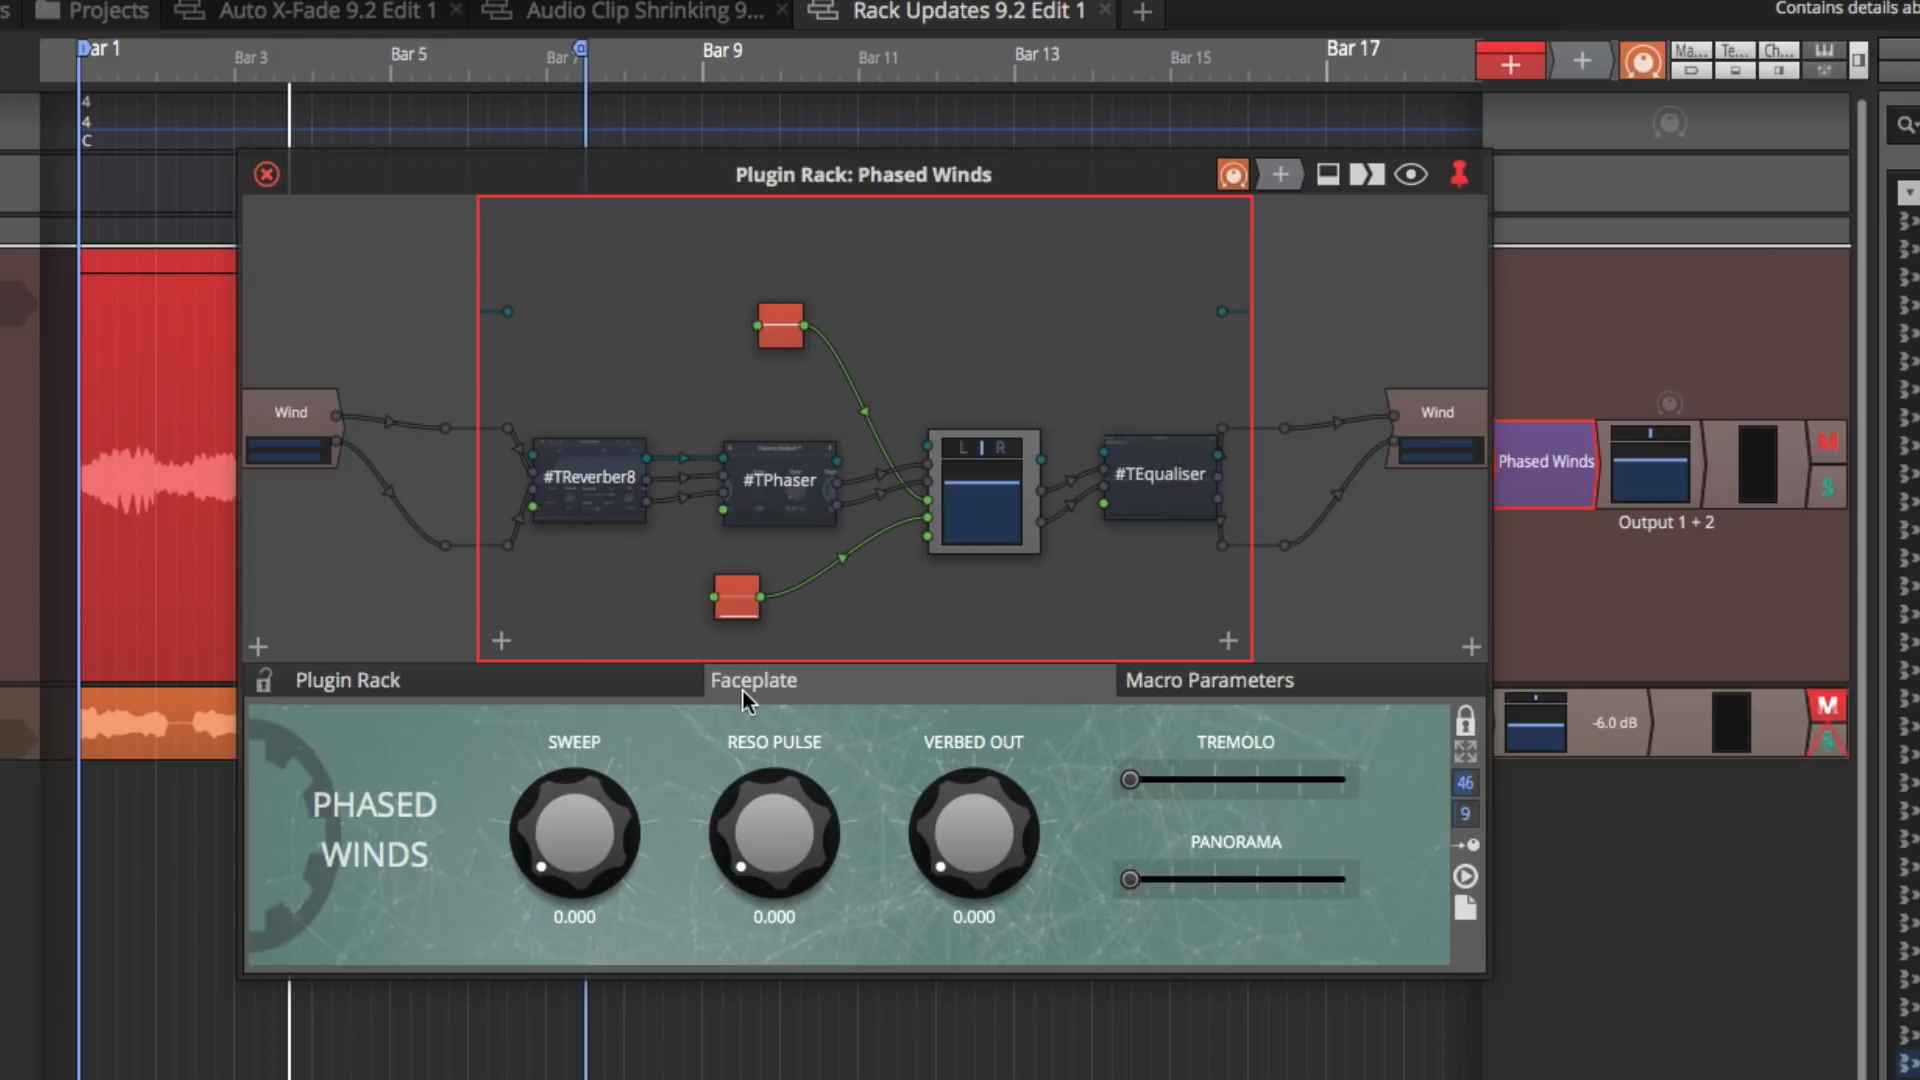 Projects
Auto X-Fade 9.2 Edit 1
Audio Clip Shrinking 9...
Rack Updates 9.2 Edit 1
Contains details ab
Bar 1
Bar 3
Bar 5
Bar 7
Bar 9
Bar 11
Bar 13
Bar 15
Bar 17
Ma...
Te...
Ch...
4
4
C
Plugin Rack: Phased Winds
Wind
#TReverber8
#TPhaser
L
R
#TEqualiser
Wind
Phased Winds
M
S
Output 1 + 2
Plugin Rack
Faceplate
Macro Parameters
-6.0 dB
M
S
PHASED
WINDS
SWEEP
0.000
RESO PULSE
0.000
VERBED OUT
0.000
TREMOLO
PANORAMA
46
9